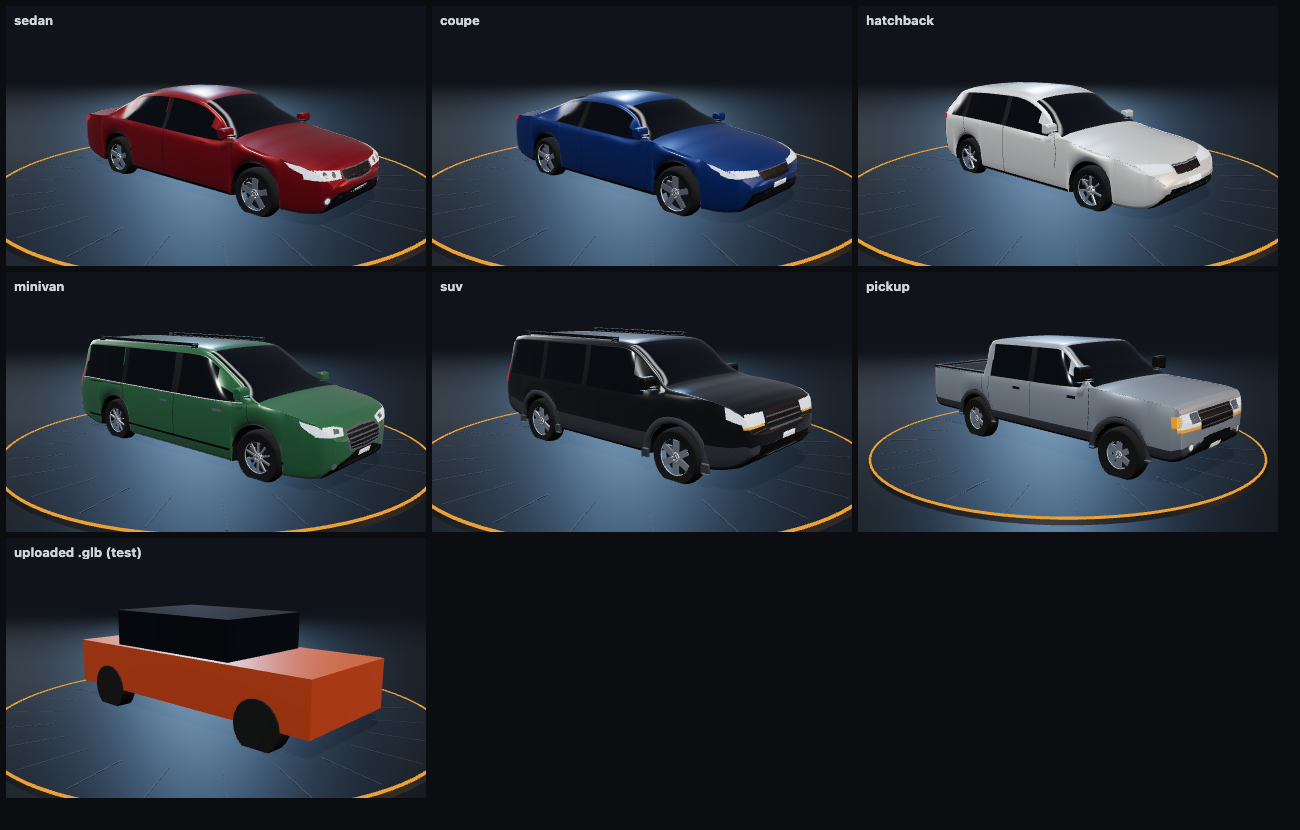 sedan
coupe
hatchback
minivan
suv
pickup
uploaded .glb (test)